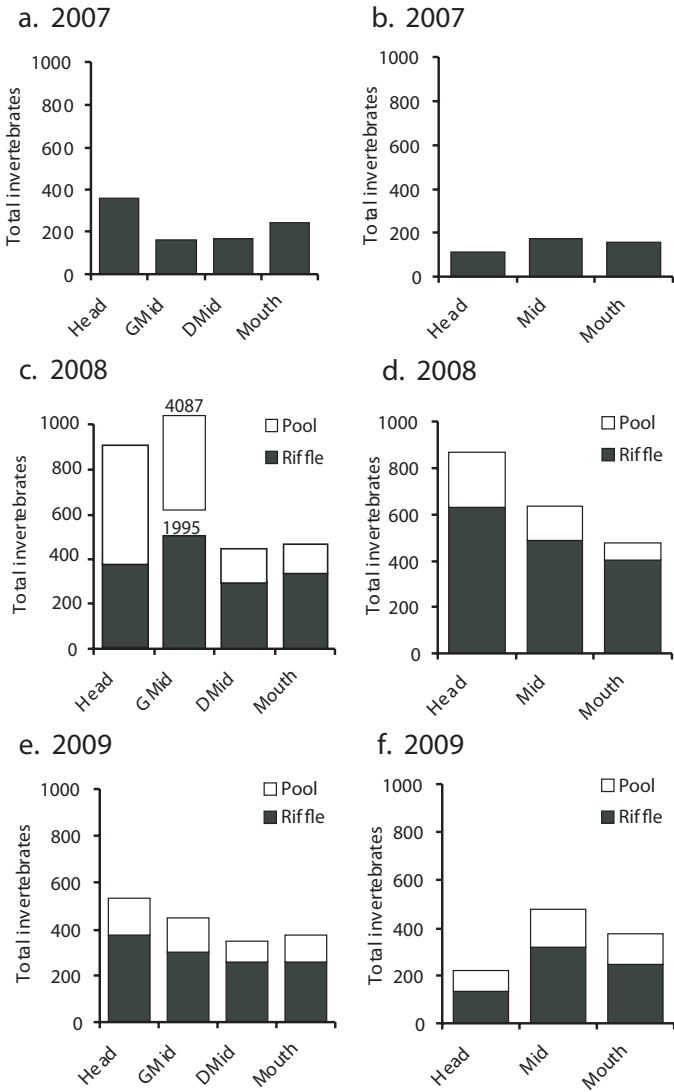 a. 2007
Total invertebrates
1000
800
600
400
200
0
Head
GMid
DMid
Mouth
b. 2007
Total invertebrates
1000
800
600
400
200
0
Head
Mid
Mouth
c. 2008
Total invertebrates
1000
800
600
400
200
0
4087
1995
Pool
Riffle
Head
GMid
DMid
Mouth
d. 2008
Total invertebrates
1000
800
600
400
200
0
Pool
Riffle
Head
Mid
Mouth
e. 2009
Total invertebrates
1000
800
600
400
200
0
Pool
Riffle
Head
GMid
DMid
Mouth
f. 2009
Total invertebrates
1000
800
600
400
200
0
Pool
Riffle
Head
Mid
Mouth